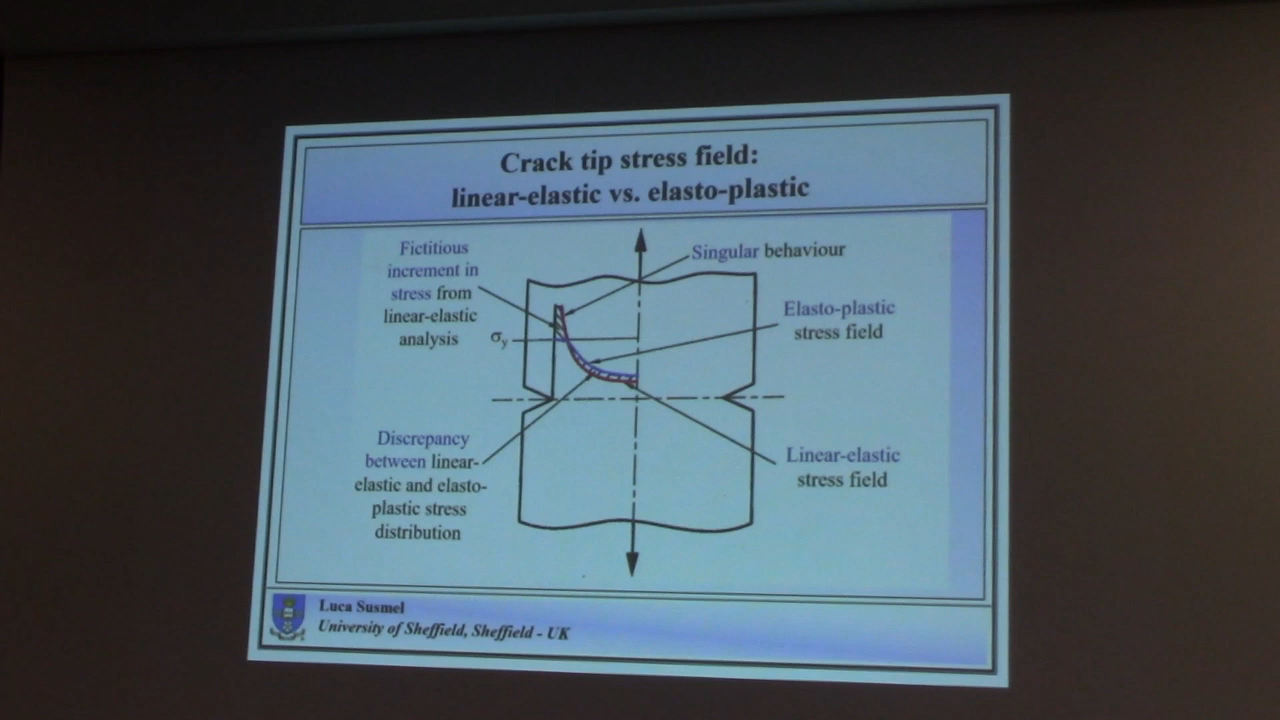 Crack tip stress field:
linear-elastic vs. elasto-plastic
Fictitious
increment in
stress from
linear-elastic
analysis
Singular behaviour
Elasto-plastic
stress field
σy
Discrepancy
between linear-
elastic and elasto-
plastic stress
distribution
Linear-elastic
stress field
Luca Susmel
University of Sheffield, Sheffield - UK